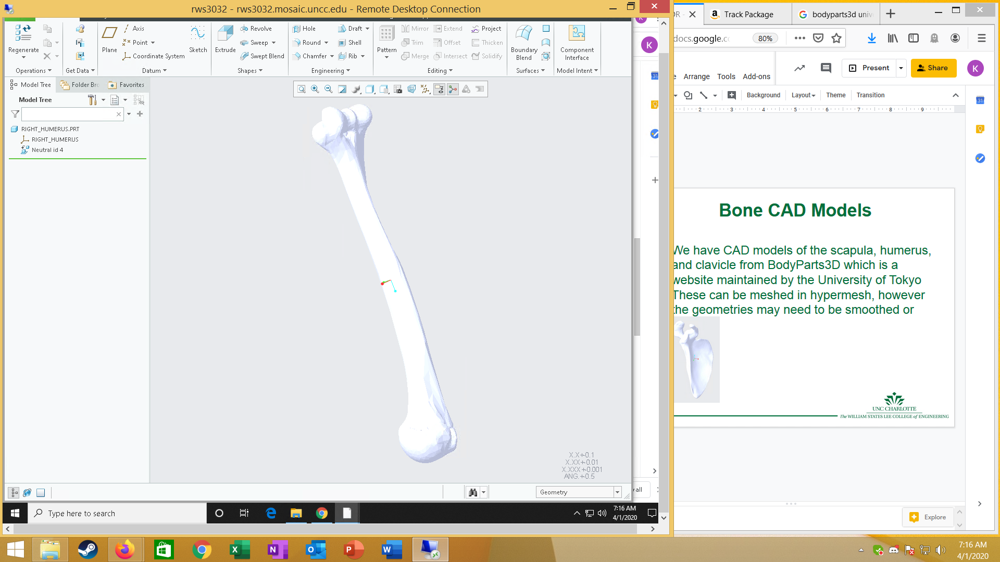 rws3032 - rws3032.mosaic.uncc.edu - Remote Desktop Connection
Regenerate
Operations
Get Data
Plane
Axis
Point
Coordinate System
Sketch
Datum
Extrude
Revolve
Sweep
Swept Blend
Shapes
Hole
Round
Chamfer
Draft
Shell
Rib
Engineering
Pattern
Mirror
Trim
Merge
Extend
Offset
Intersect
Project
Thicken
Solidify
Editing
Boundary
Blend
Surfaces
Component
Interface
Model Intent
Model Tree
Folder Br
Favorites
Model Tree
RIGHT_HUMERUS.PRT
RIGHT_HUMERUS
Neutral id 4
X.X+-0.1
X.XX+-0.01
X.XXX+-0.001
ANG.+-0.5
Geometry
Type here to search
7:16 AM
4/1/2020
K
K
31
all
Track Package
bodyparts3d univ
docs.google.c
80%
Arrange
Tools
Add-ons
Present
Share
K
Background
Layout
Theme
Transition
2 3 4 5 6 7 8 9
31
Bone CAD Models
We have CAD models of the scapula, humerus,
and clavicle from BodyParts3D which is a
website maintained by the University of Tokyo
These can be meshed in hypermesh, however
the geometries may need to be smoothed or
UNC CHARLOTTE
The WILLIAM STATES LEE COLLEGE of ENGINEERING
Explore
7:16 AM
4/1/2020